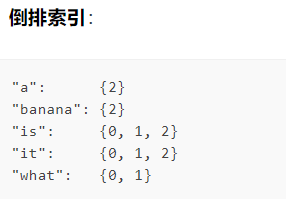 倒排索引:
"a":      {2}
"banana": {2}
"is":     {0, 1, 2}
"it":     {0, 1, 2}
"what":   {0, 1}